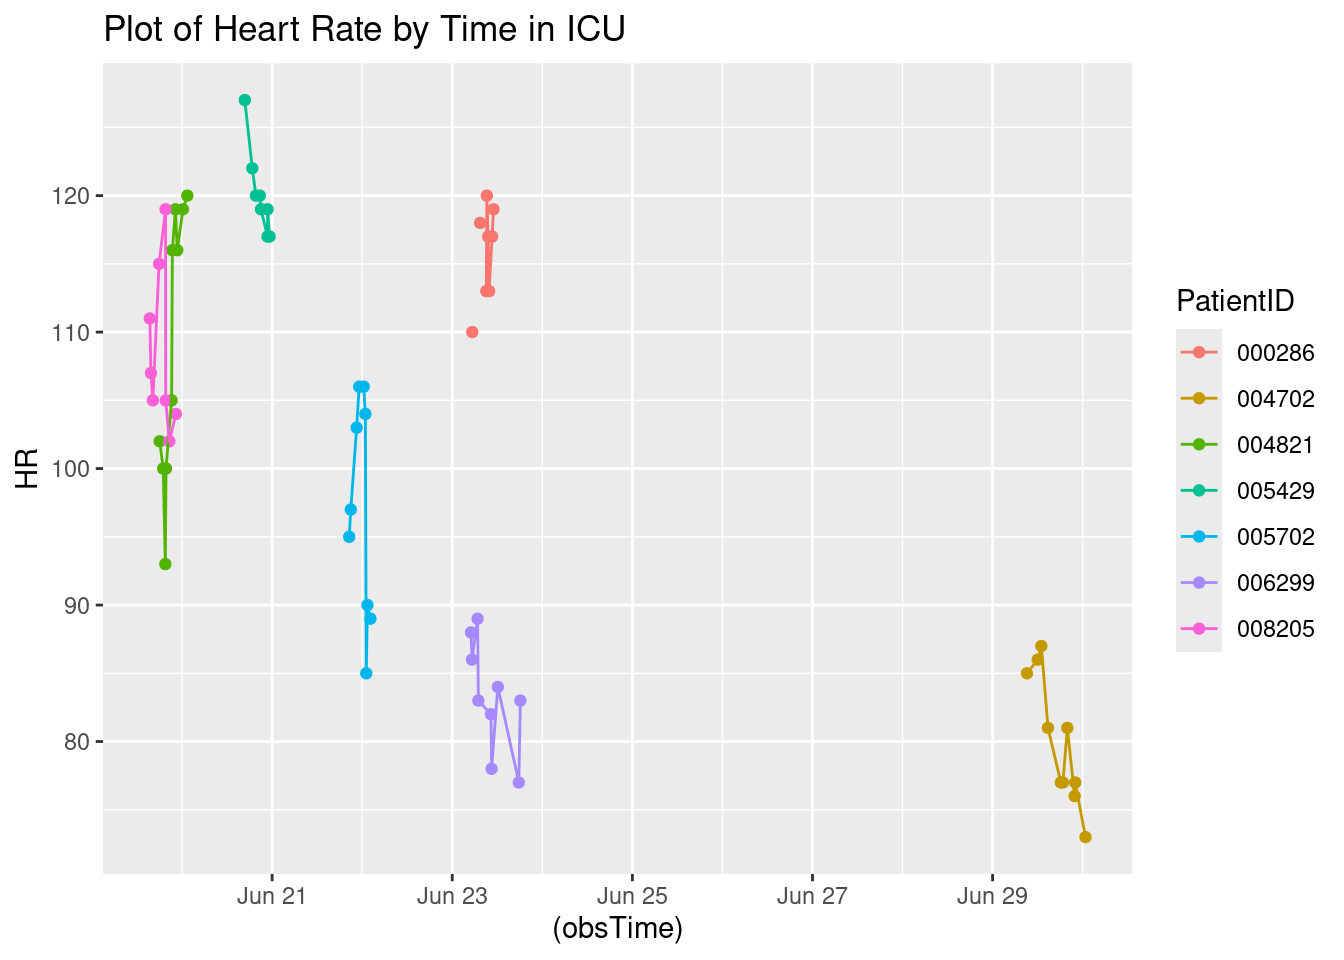 Plot of Heart Rate by Time in ICU
HR
120
110
100
90
80
Jun 21
Jun 23
Jun 25
Jun 27
Jun 29
(obsTime)
PatientID
000286
004702
004821
005429
005702
006299
008205